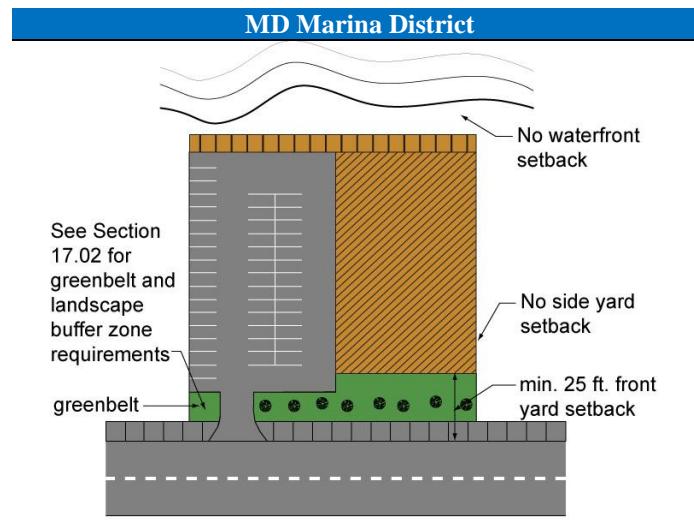 MD Marina District
No waterfront
setback
See Section
17.02 for
greenbelt and
landscape
buffer zone
requirements
No side yard
setback
min. 25 ft. front
yard setback
greenbelt